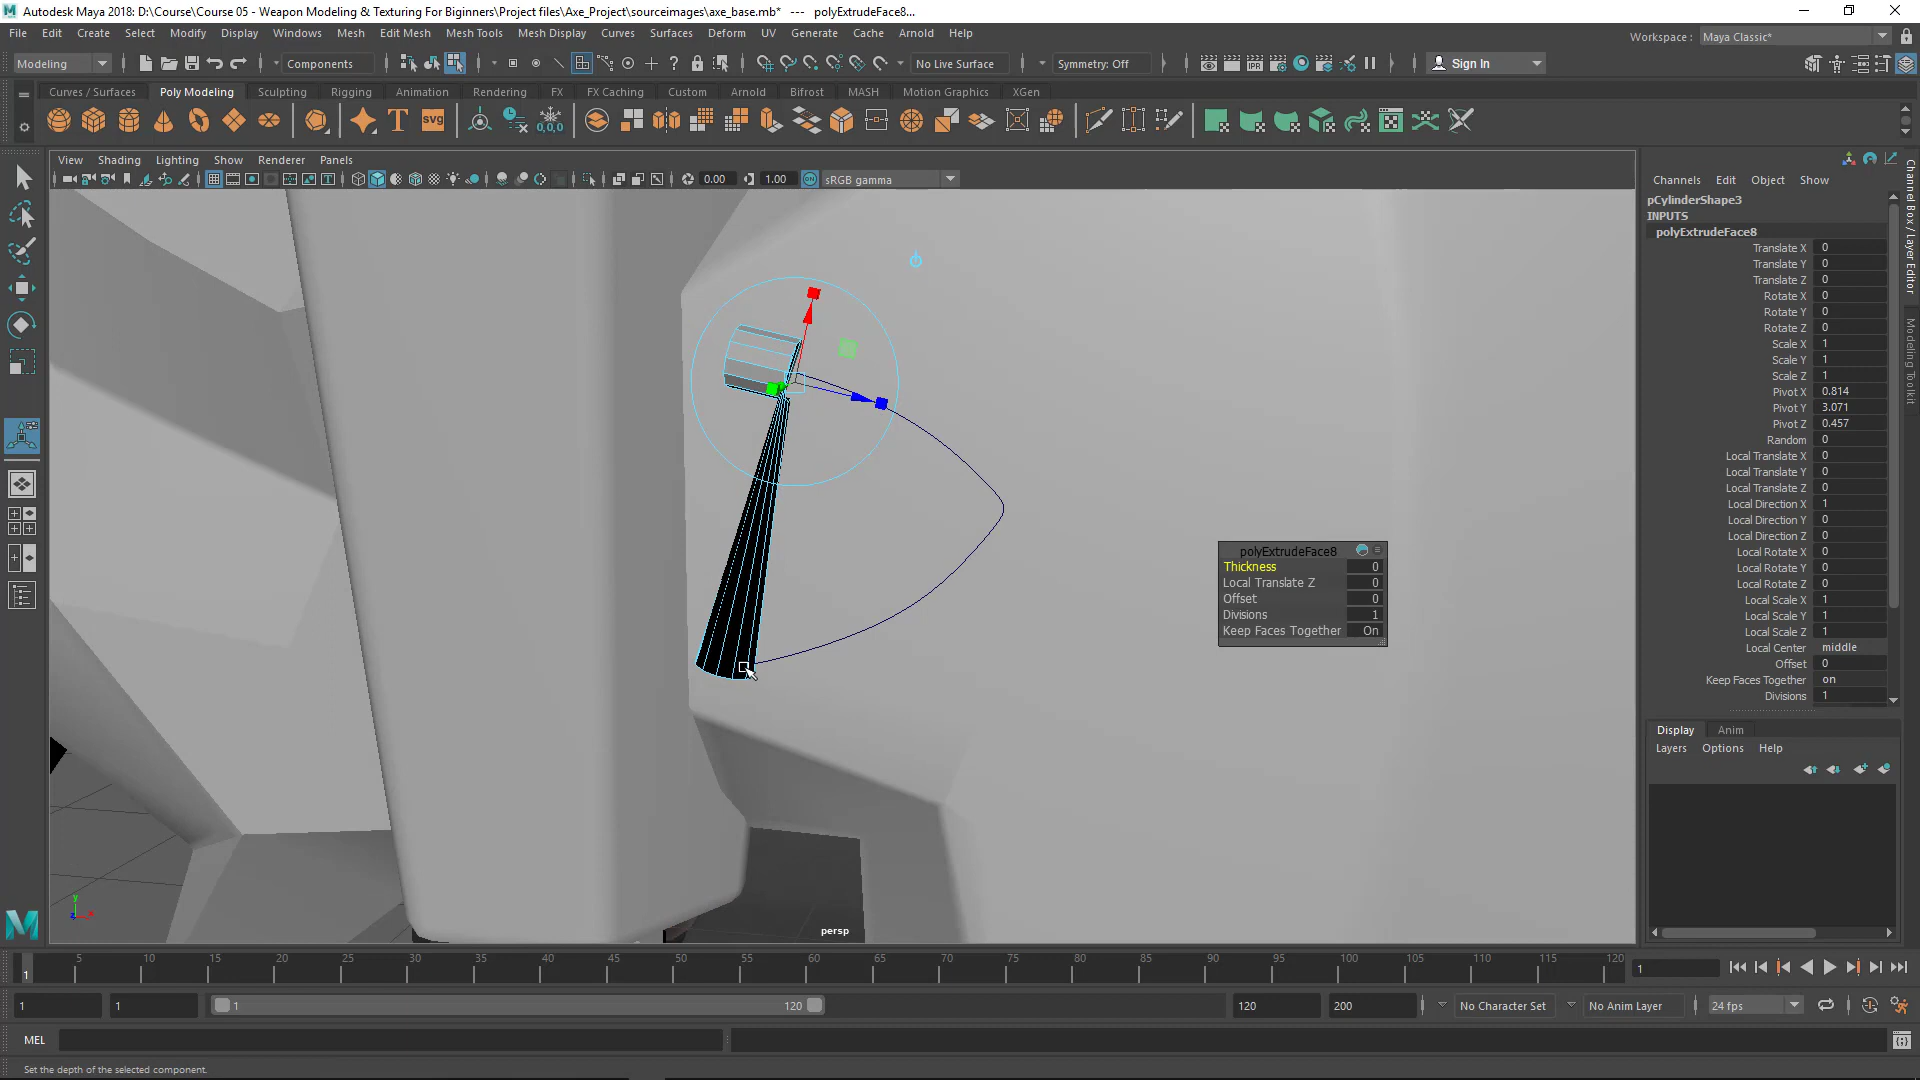 Autodesk Maya 2018: D:\Course\Course 05 - Weapon Modeling & Texturing For Biginners\Project files\Axe_Project\sourceimages\axe_base.mb* --- polyExtrudeFace8...
File Edit Create Select Modify Display Windows Mesh Edit Mesh Mesh Tools Mesh Display Curves Surfaces Deform UV Generate Cache Arnold Help
Workspace : Maya Classic*
Modeling Components No Live Surface Symmetry: Off Sign In
Curves / Surfaces Poly Modeling Sculpting Rigging Animation Rendering FX FX Caching Custom Arnold Bifrost MASH Motion Graphics XGen
T svg 0,0,0
View Shading Lighting Show Renderer Panels
0.00 1.00 ON sRGB gamma
Channels Edit Object Show
pCylinderShape3
INPUTS
polyExtrudeFace8
Translate X 0
Translate Y 0
Translate Z 0
Rotate X 0
Rotate Y 0
Rotate Z 0
Scale X 1
Scale Y 1
Scale Z 1
Pivot X 0.814
Pivot Y 3.071
Pivot Z 0.457
Random 0
Local Translate X 0
Local Translate Y 0
Local Translate Z 0
Local Direction X 1
Local Direction Y 0
Local Direction Z 0
Local Rotate X 0
Local Rotate Y 0
Local Rotate Z 0
Local Scale X 1
Local Scale Y 1
Local Scale Z 1
Local Center middle
Offset 0
Keep Faces Together on
Divisions 1
Channel Box / Layer Editor
Modeling Toolkit
polyExtrudeFace8
Thickness 0
Local Translate Z 0
Offset 0
Divisions 1
Keep Faces Together On
Display Anim
Layers Options Help
y
z x
persp
1 5 10 15 20 25 30 35 40 45 50 55 60 65 70 75 80 85 90 95 100 105 110 115 120
1
1 1 1 120 120 200 No Character Set No Anim Layer 24 fps
MEL
Set the depth of the selected component.